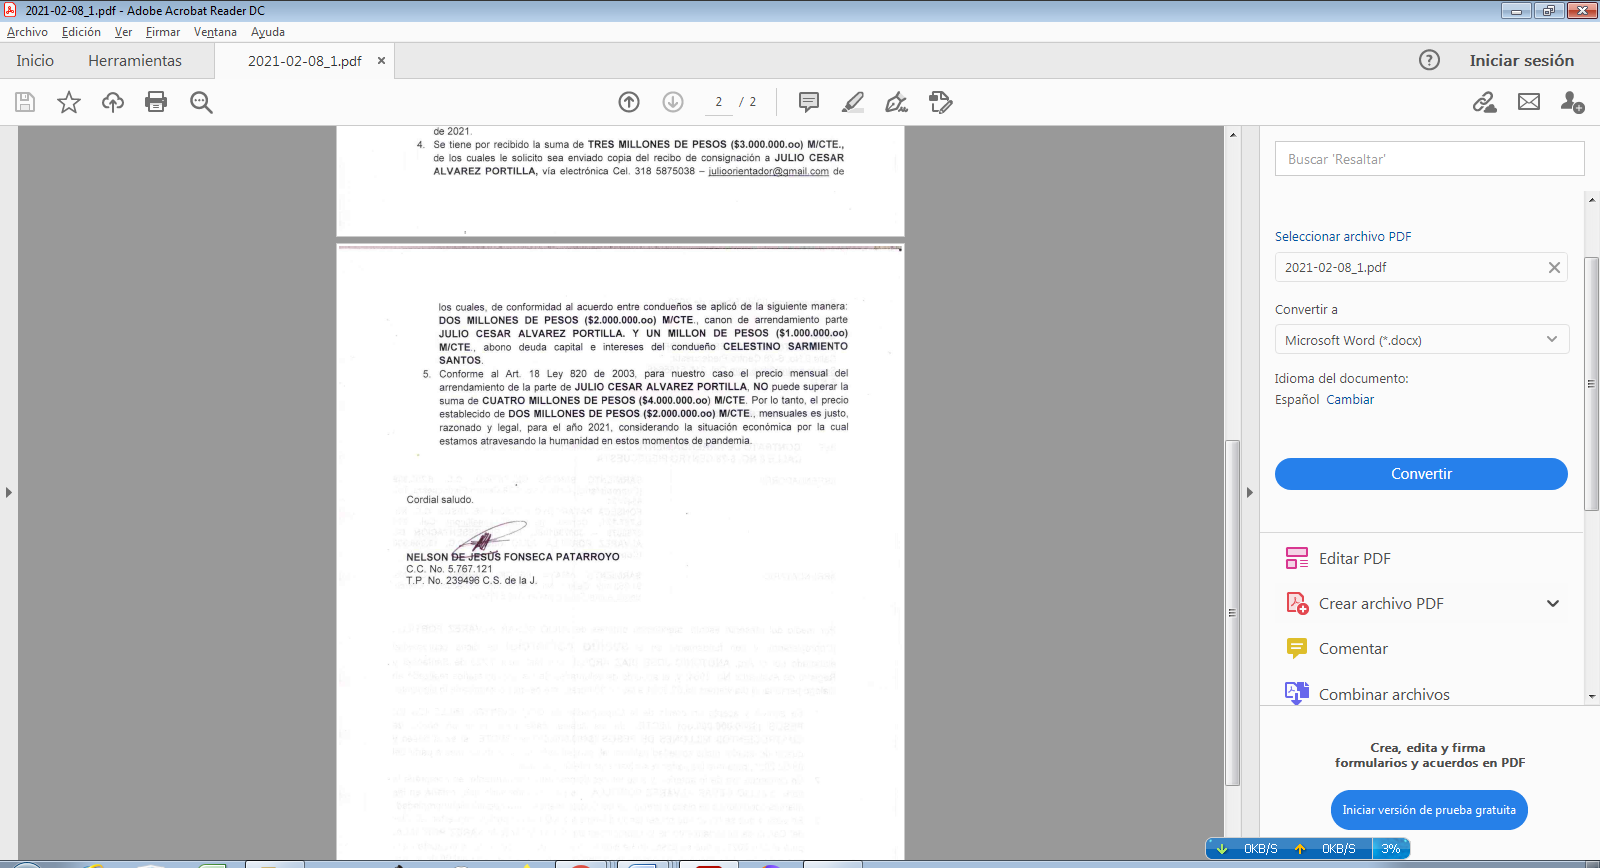 2021-02-08_1.pdf - Adobe Acrobat Reader DC
Archivo Edición Ver Firmar Ventana Ayuda
Inicio Herramientas 2021-02-08_1.pdf × Iniciar sesión
2 / 2
de 2021.
4. Se tiene por recibido la suma de TRES MILLONES DE PESOS ($3.000.000.oo) M/CTE.,
de los cuales le solicito sea enviado copia del recibo de consignación a JULIO CESAR
ALVAREZ PORTILLA, vía electrónica Cel. 318 5875038 – julioorientador@gmail.com de
los cuales, de conformidad al acuerdo entre condueños se aplicó de la siguiente manera:
DOS MILLONES DE PESOS ($2.000.000.oo) M/CTE., canon de arrendamiento parte
JULIO CESAR ALVAREZ PORTILLA. Y UN MILLON DE PESOS ($1.000.000.oo)
M/CTE., abono deuda capital e intereses del condueño CELESTINO SARMIENTO
SANTOS.
5. Conforme al Art. 18 Ley 820 de 2003, para nuestro caso el precio mensual del
arrendamiento de la parte de JULIO CESAR ALVAREZ PORTILLA, NO puede superar la
suma de CUATRO MILLONES DE PESOS ($4.000.000.oo) M/CTE. Por lo tanto, el precio
establecido de DOS MILLONES DE PESOS ($2.000.000.oo) M/CTE., mensuales es justo,
razonado y legal, para el año 2021, considerando la situación económica por la cual
estamos atravesando la humanidad en estos momentos de pandemia.
Cordial saludo.
NELSON DE JESUS FONSECA PATARROYO
C.C. No. 5.767.121
T.P. No. 239496 C.S. de la J.
Buscar 'Resaltar'
Seleccionar archivo PDF
2021-02-08_1.pdf
Convertir a
Microsoft Word (*.docx)
Idioma del documento:
Español Cambiar
Convertir
Editar PDF
Crear archivo PDF
Comentar
Combinar archivos
Crea, edita y firma
formularios y acuerdos en PDF
Iniciar versión de prueba gratuita
0KB/S 0KB/S 3%